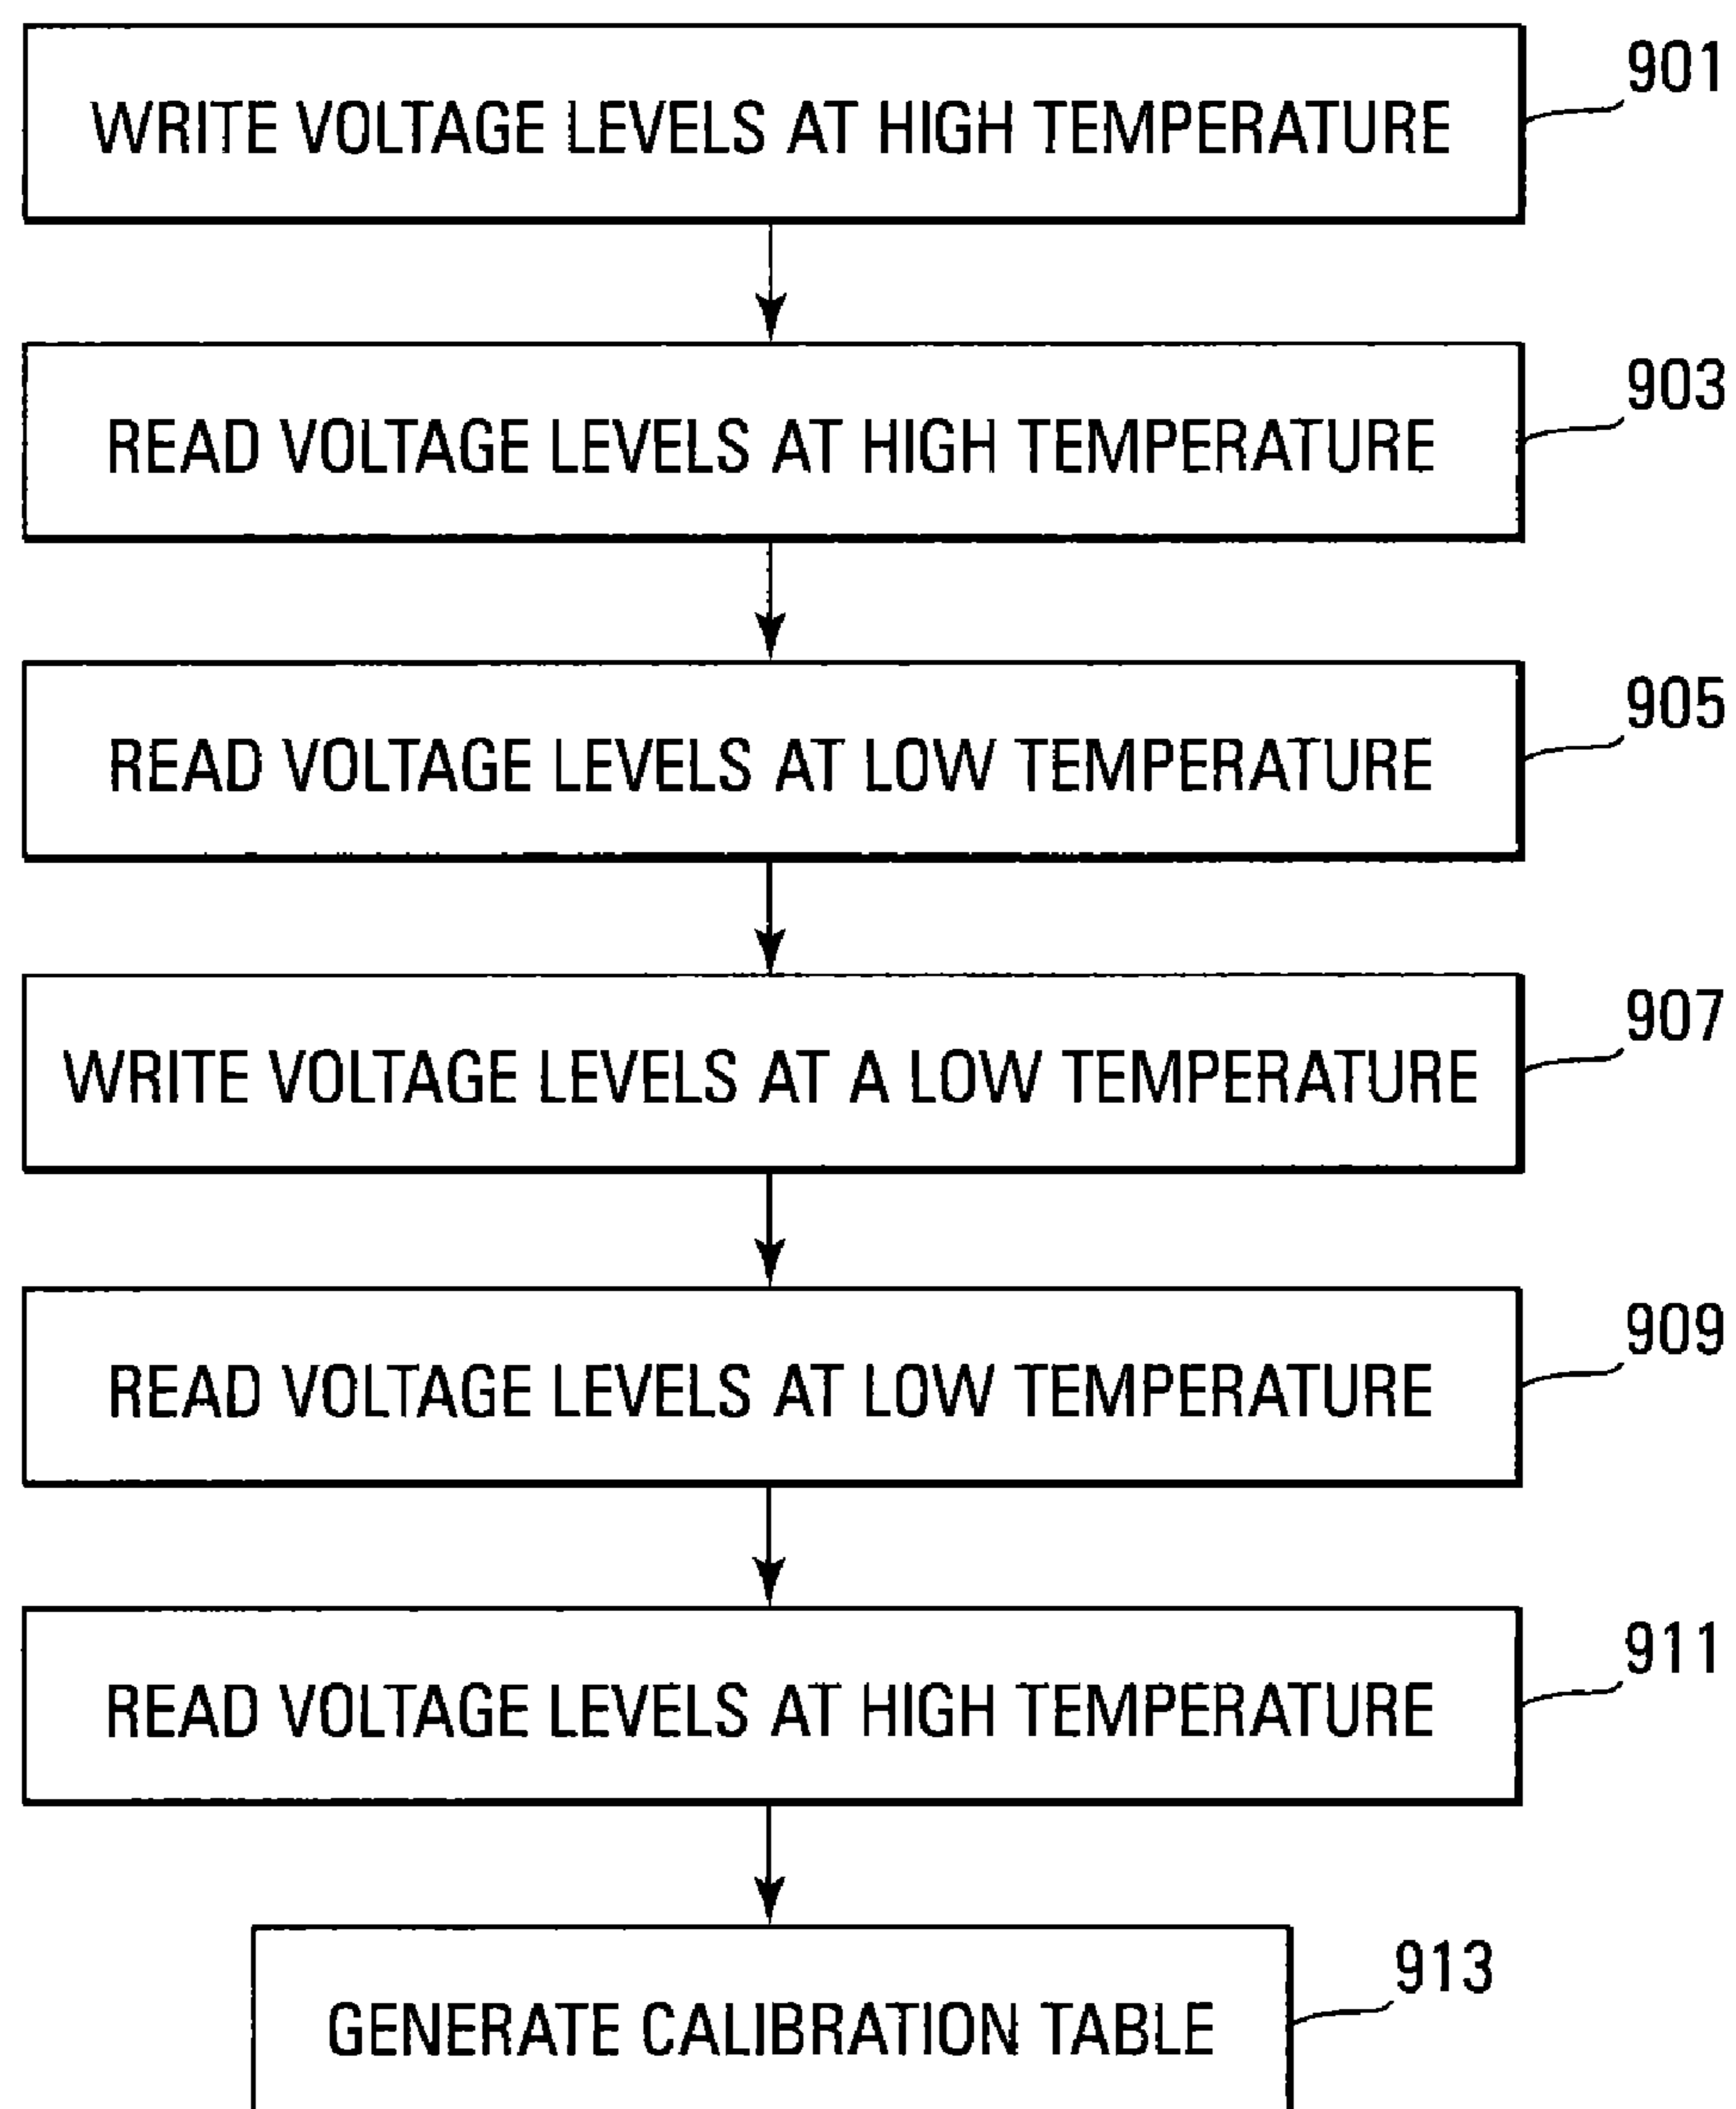 WRITE VOLTAGE LEVELS AT HIGH TEMPERATURE
901
READ VOLTAGE LEVELS AT HIGH TEMPERATURE
903
READ VOLTAGE LEVELS AT LOW TEMPERATURE
905
WRITE VOLTAGE LEVELS AT A LOW TEMPERATURE
907
READ VOLTAGE LEVELS AT LOW TEMPERATURE
909
READ VOLTAGE LEVELS AT HIGH TEMPERATURE
911
GENERATE CALIBRATION TABLE
913